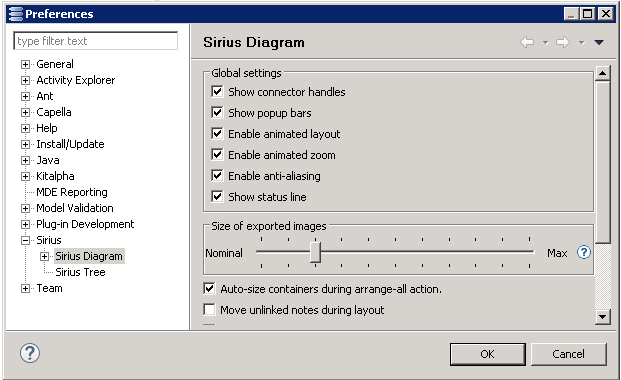 Preferences
type filter text
General
Activity Explorer
Ant
Capella
Help
Install/Update
Java
Kitalpha
MDE Reporting
Model Validation
Plug-in Development
Sirius
Sirius Diagram
Sirius Tree
Team
Sirius Diagram
Global settings
Show connector handles
Show popup bars
Enable animated layout
Enable animated zoom
Enable anti-aliasing
Show status line
Size of exported images
Nominal Max ?
Auto-size containers during arrange-all action.
Move unlinked notes during layout
? OK Cancel